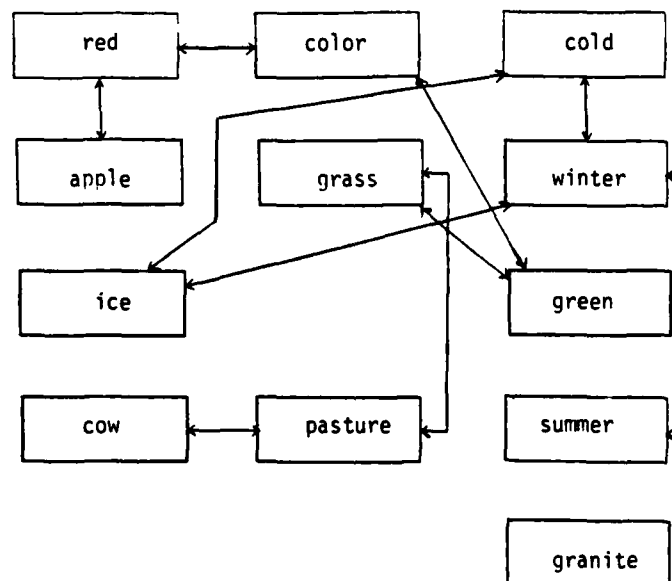 red color cold
apple grass winter
ice green
cow pasture summer
granite